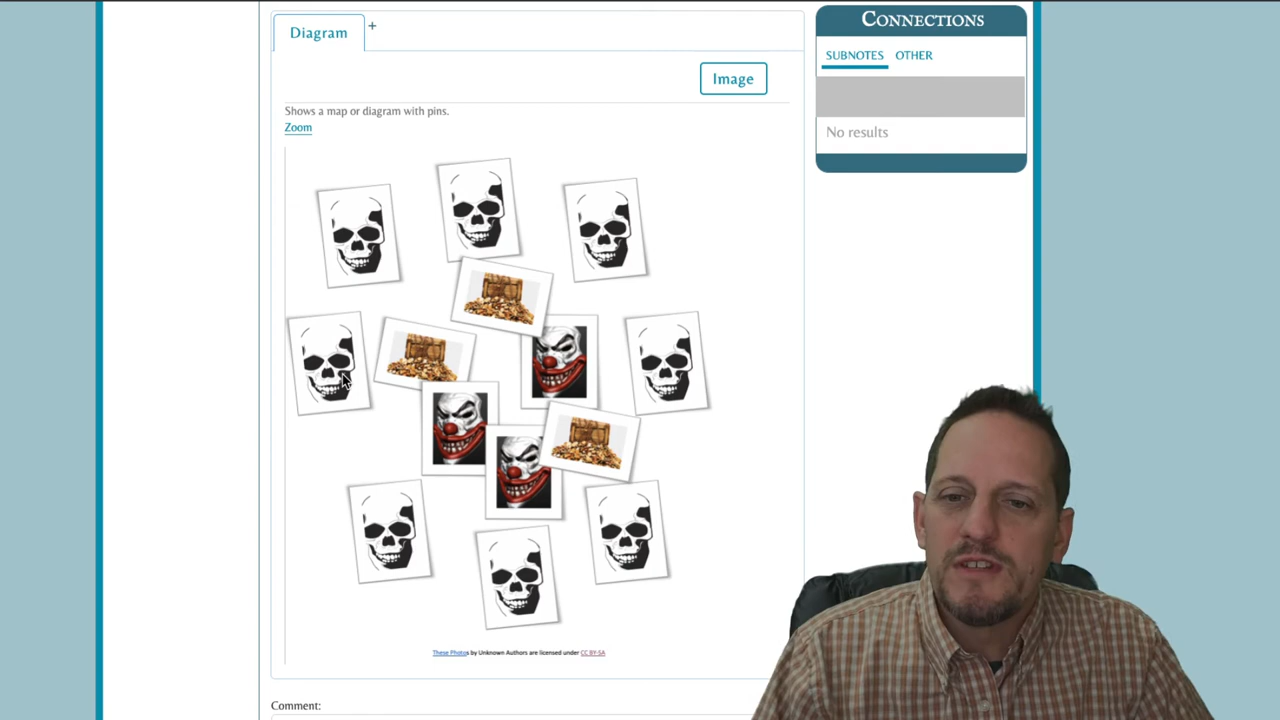 Diagram
+
Image
Shows a map or diagram with pins.
Zoom
These Photos by Unknown Authors are licensed under CC BY-SA
Comment:
CONNECTIONS
SUBNOTES OTHER
No results